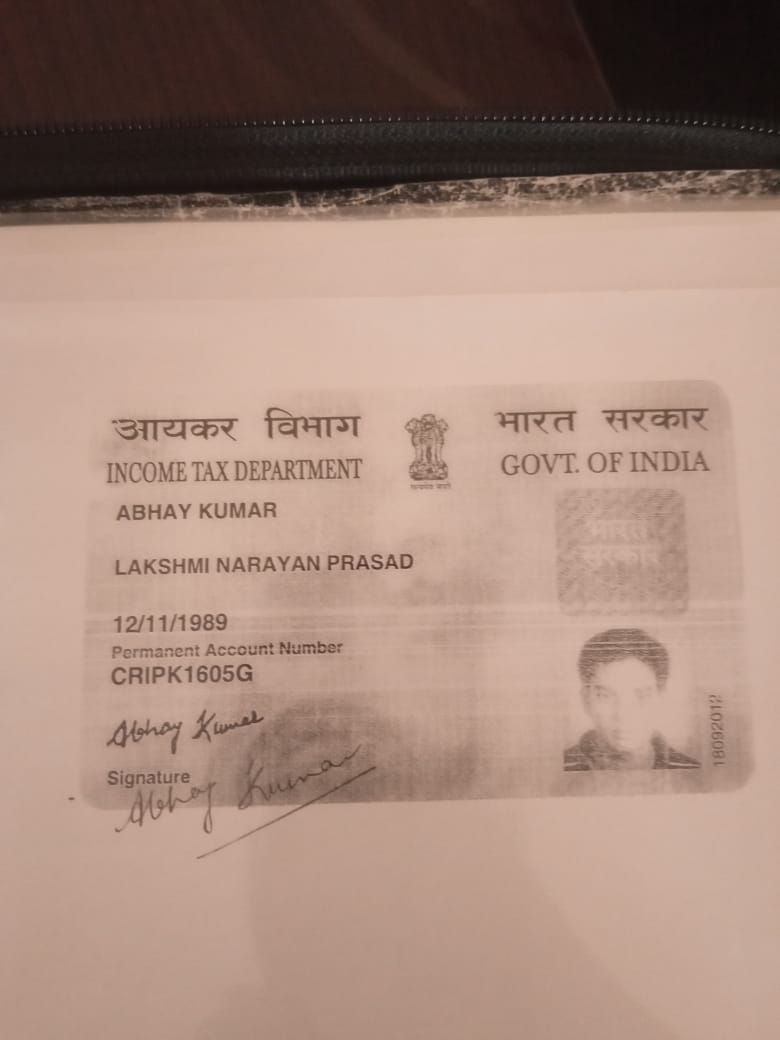 आयकर विभाग
भारत सरकार
INCOME TAX DEPARTMENT
GOVT. OF INDIA
सत्यमेव जयते
ABHAY KUMAR
भारत
सरकार
LAKSHMI NARAYAN PRASAD
12/11/1989
Permanent Account Number
CRIPK1605G
Abhay Kumar
18092012
Signature
Abhay Kumar